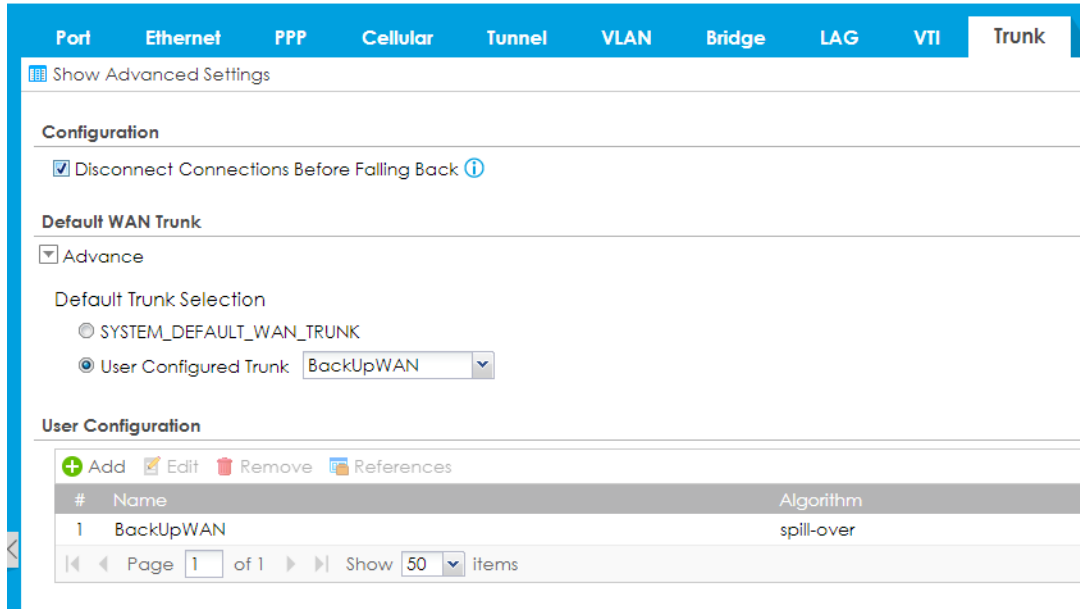 Port Ethernet PPP Cellular Tunnel VLAN Bridge LAG VTI Trunk
Show Advanced Settings
Configuration
Disconnect Connections Before Falling Back
Default WAN Trunk
Advance
Default Trunk Selection
SYSTEM_DEFAULT_WAN_TRUNK
User Configured Trunk BackUpWAN
User Configuration
Add Edit Remove References
# Name Algorithm
1 BackUpWAN spill-over
Page 1 of 1 Show 50 items